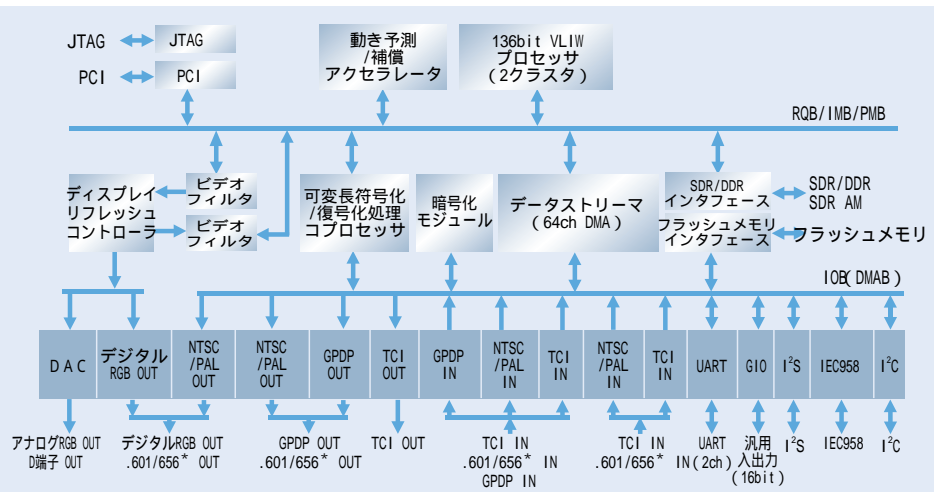 JTAG
JTAG
PCI
PCI
動き予測
/補償
アクセラレータ
136bit VLIW
プロセッサ
(2クラスタ)
RQB/IMB/PMB
ディスプレイ
リフレッシュ
コントローラ
ビデオ
フィルタ
ビデオ
フィルタ
可変長符号化
/復号化処理
コプロセッサ
暗号化
モジュール
データストリーマ
(64ch DMA)
SDR/DDR
インタフェース
フラッシュメモリ
インタフェース
SDR/DDR
SDR AM
フラッシュメモリ
IOB(DMAB)
DAC
デジタル
RGB OUT
NTSC
/PAL
OUT
NTSC
/PAL
OUT
GPDP
OUT
TCI
OUT
GPDP
IN
NTSC
/PAL
IN
TCI
IN
NTSC
/PAL
IN
TCI
IN
UART
GIO
I²S
IEC958
I²C
アナログRGB OUT
D端子 OUT
デジタルRGB OUT
.601/656* OUT
GPDP OUT
.601/656* OUT
TCI OUT
TCI IN
.601/656* IN
GPDP IN
TCI IN
.601/656* IN
UART
(2ch)
汎用
入出力
(16bit)
I²S
IEC958
I²C